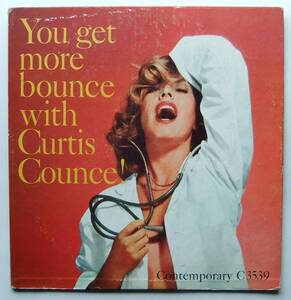 You get
more
bounce
with
Curtis
Counce!
Contemporary C3539